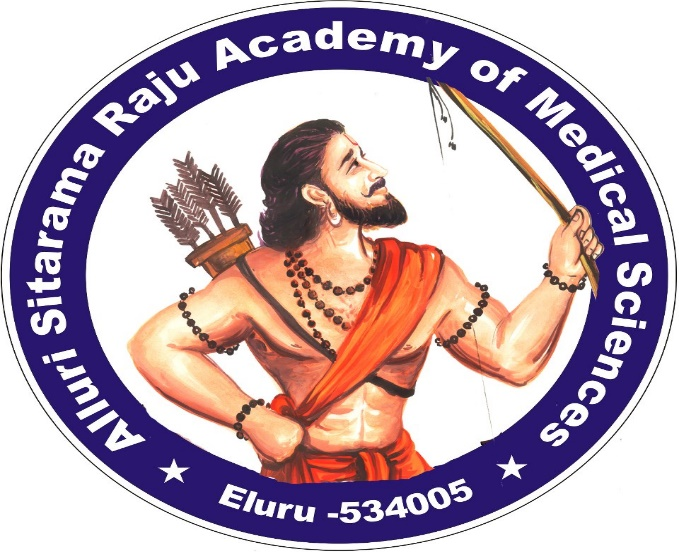 Alluri Sitarama Raju Academy of Medical Sciences
Eluru -534005